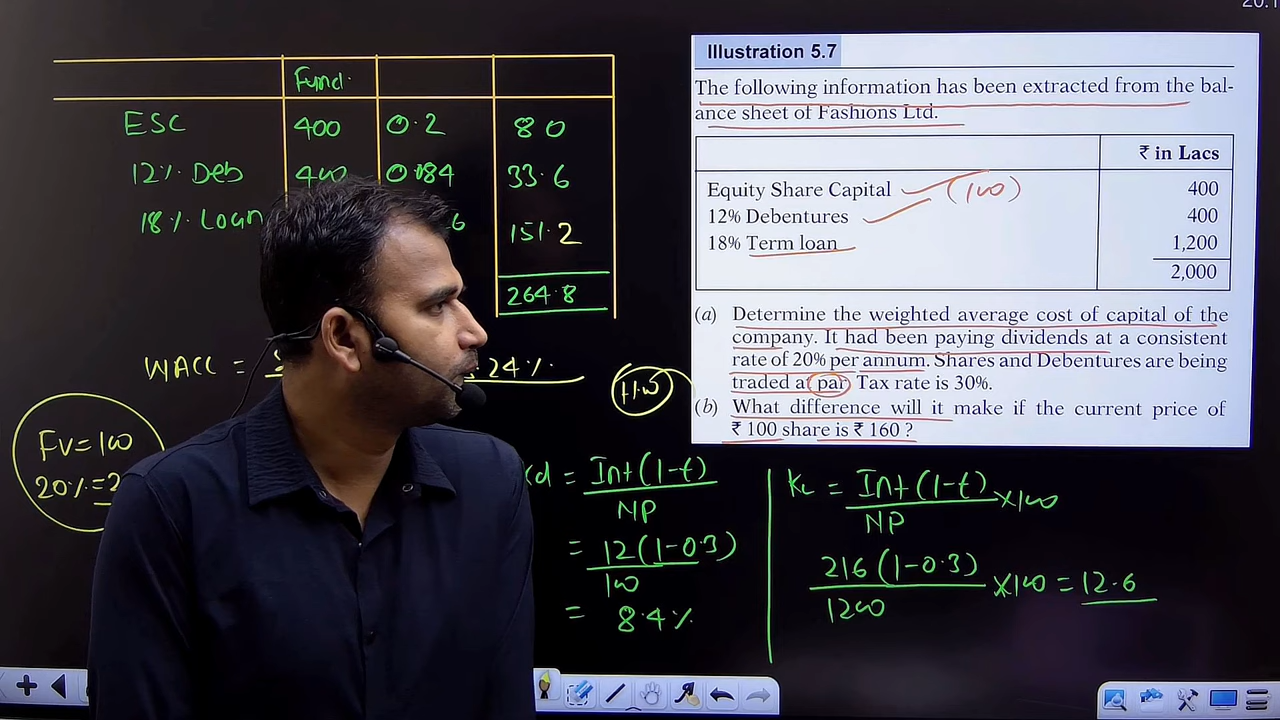 20.1
Fund.
ESC 400 0.2 80
12% Deb 400 0.084 33.6
18% Loan 6 151.2
264.8
WACC = .24%
H.W
FV=100
20%=2
Kd = Int(1-t)
NP
= 12(1-0.3)
100
= 8.4%
KL = Int(1-t) ×100
NP
216(1-0.3) ×100 = 12.6
1200
Illustration 5.7
The following information has been extracted from the bal-
ance sheet of Fashions Ltd.
₹ in Lacs
Equity Share Capital (100) 400
12% Debentures 400
18% Term loan 1,200
2,000
(a) Determine the weighted average cost of capital of the
company. It had been paying dividends at a consistent
rate of 20% per annum. Shares and Debentures are being
traded at par Tax rate is 30%.
(b) What difference will it make if the current price of
₹ 100 share is ₹ 160 ?